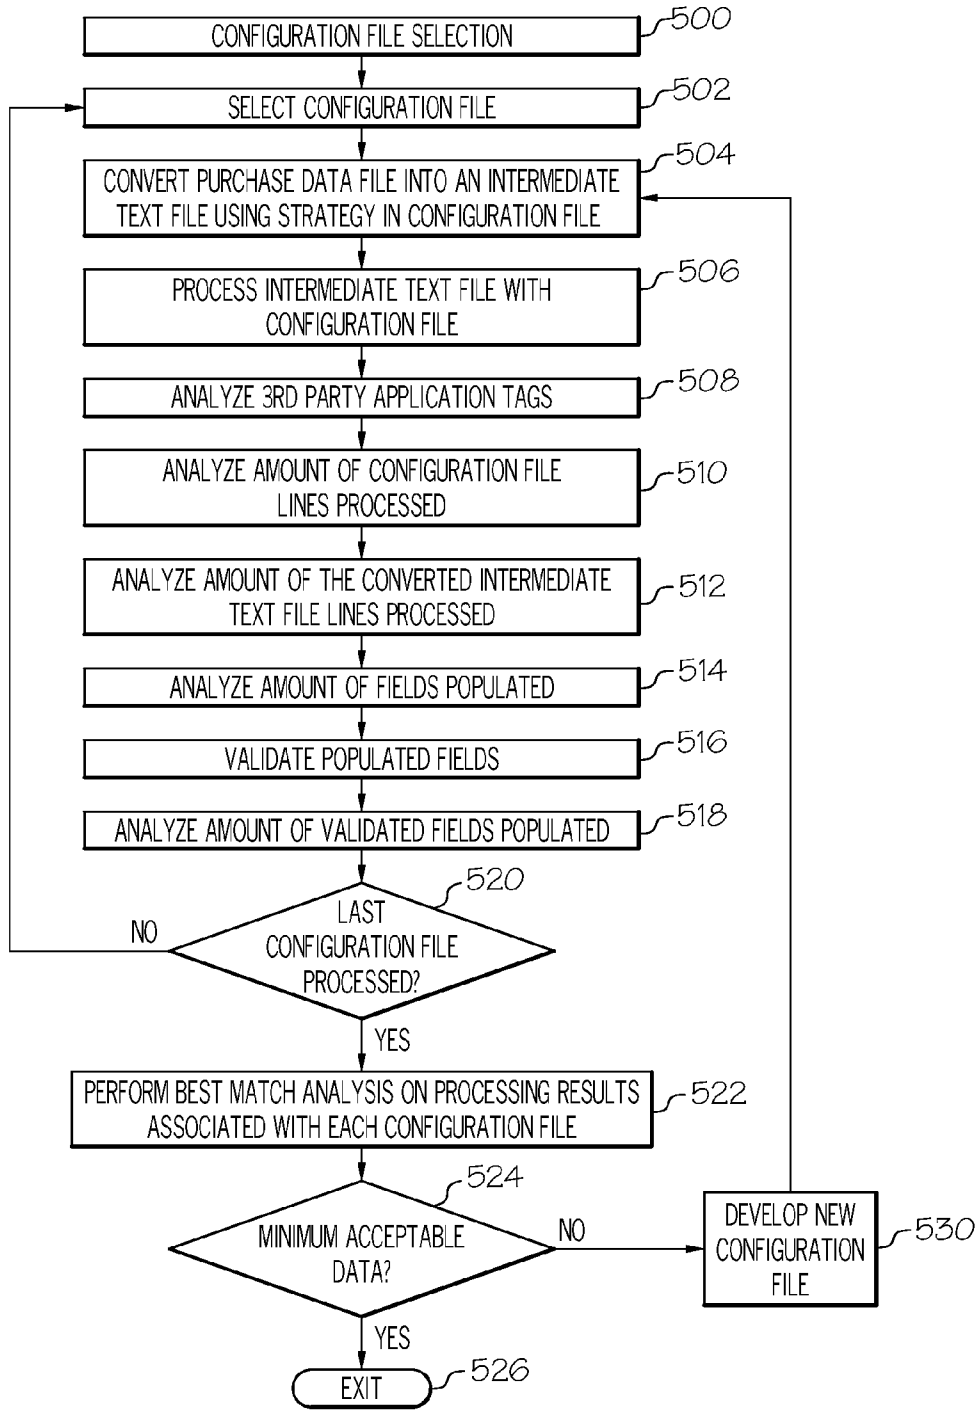 CONFIGURATION FILE SELECTION
500
SELECT CONFIGURATION FILE
502
CONVERT PURCHASE DATA FILE INTO AN INTERMEDIATE
TEXT FILE USING STRATEGY IN CONFIGURATION FILE
504
PROCESS INTERMEDIATE TEXT FILE WITH
CONFIGURATION FILE
506
ANALYZE 3RD PARTY APPLICATION TAGS
508
ANALYZE AMOUNT OF CONFIGURATION FILE
LINES PROCESSED
510
ANALYZE AMOUNT OF THE CONVERTED INTERMEDIATE
TEXT FILE LINES PROCESSED
512
ANALYZE AMOUNT OF FIELDS POPULATED
514
VALIDATE POPULATED FIELDS
516
ANALYZE AMOUNT OF VALIDATED FIELDS POPULATED
518
520
LAST
CONFIGURATION FILE
PROCESSED?
NO
YES
PERFORM BEST MATCH ANALYSIS ON PROCESSING RESULTS
ASSOCIATED WITH EACH CONFIGURATION FILE
522
524
MINIMUM ACCEPTABLE
DATA?
NO
DEVELOP NEW
CONFIGURATION
FILE
530
YES
EXIT
526